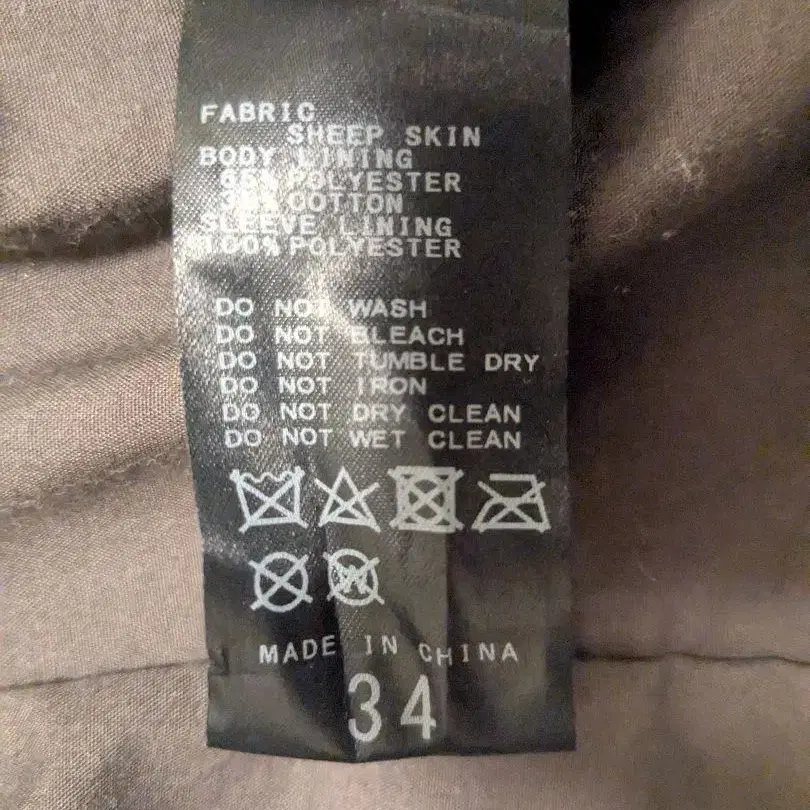 FABRIC
SHEEP SKIN
BODY LINING
POLYESTER
COTTON
SLEEVE LINING
100% POLYESTER
DO NOT WASH
DO NOT BLEACH
DO NOT TUMBLE DRY
DO NOT IRON
DO NOT DRY CLEAN
DO NOT WET CLEAN
MADE IN CHINA
34